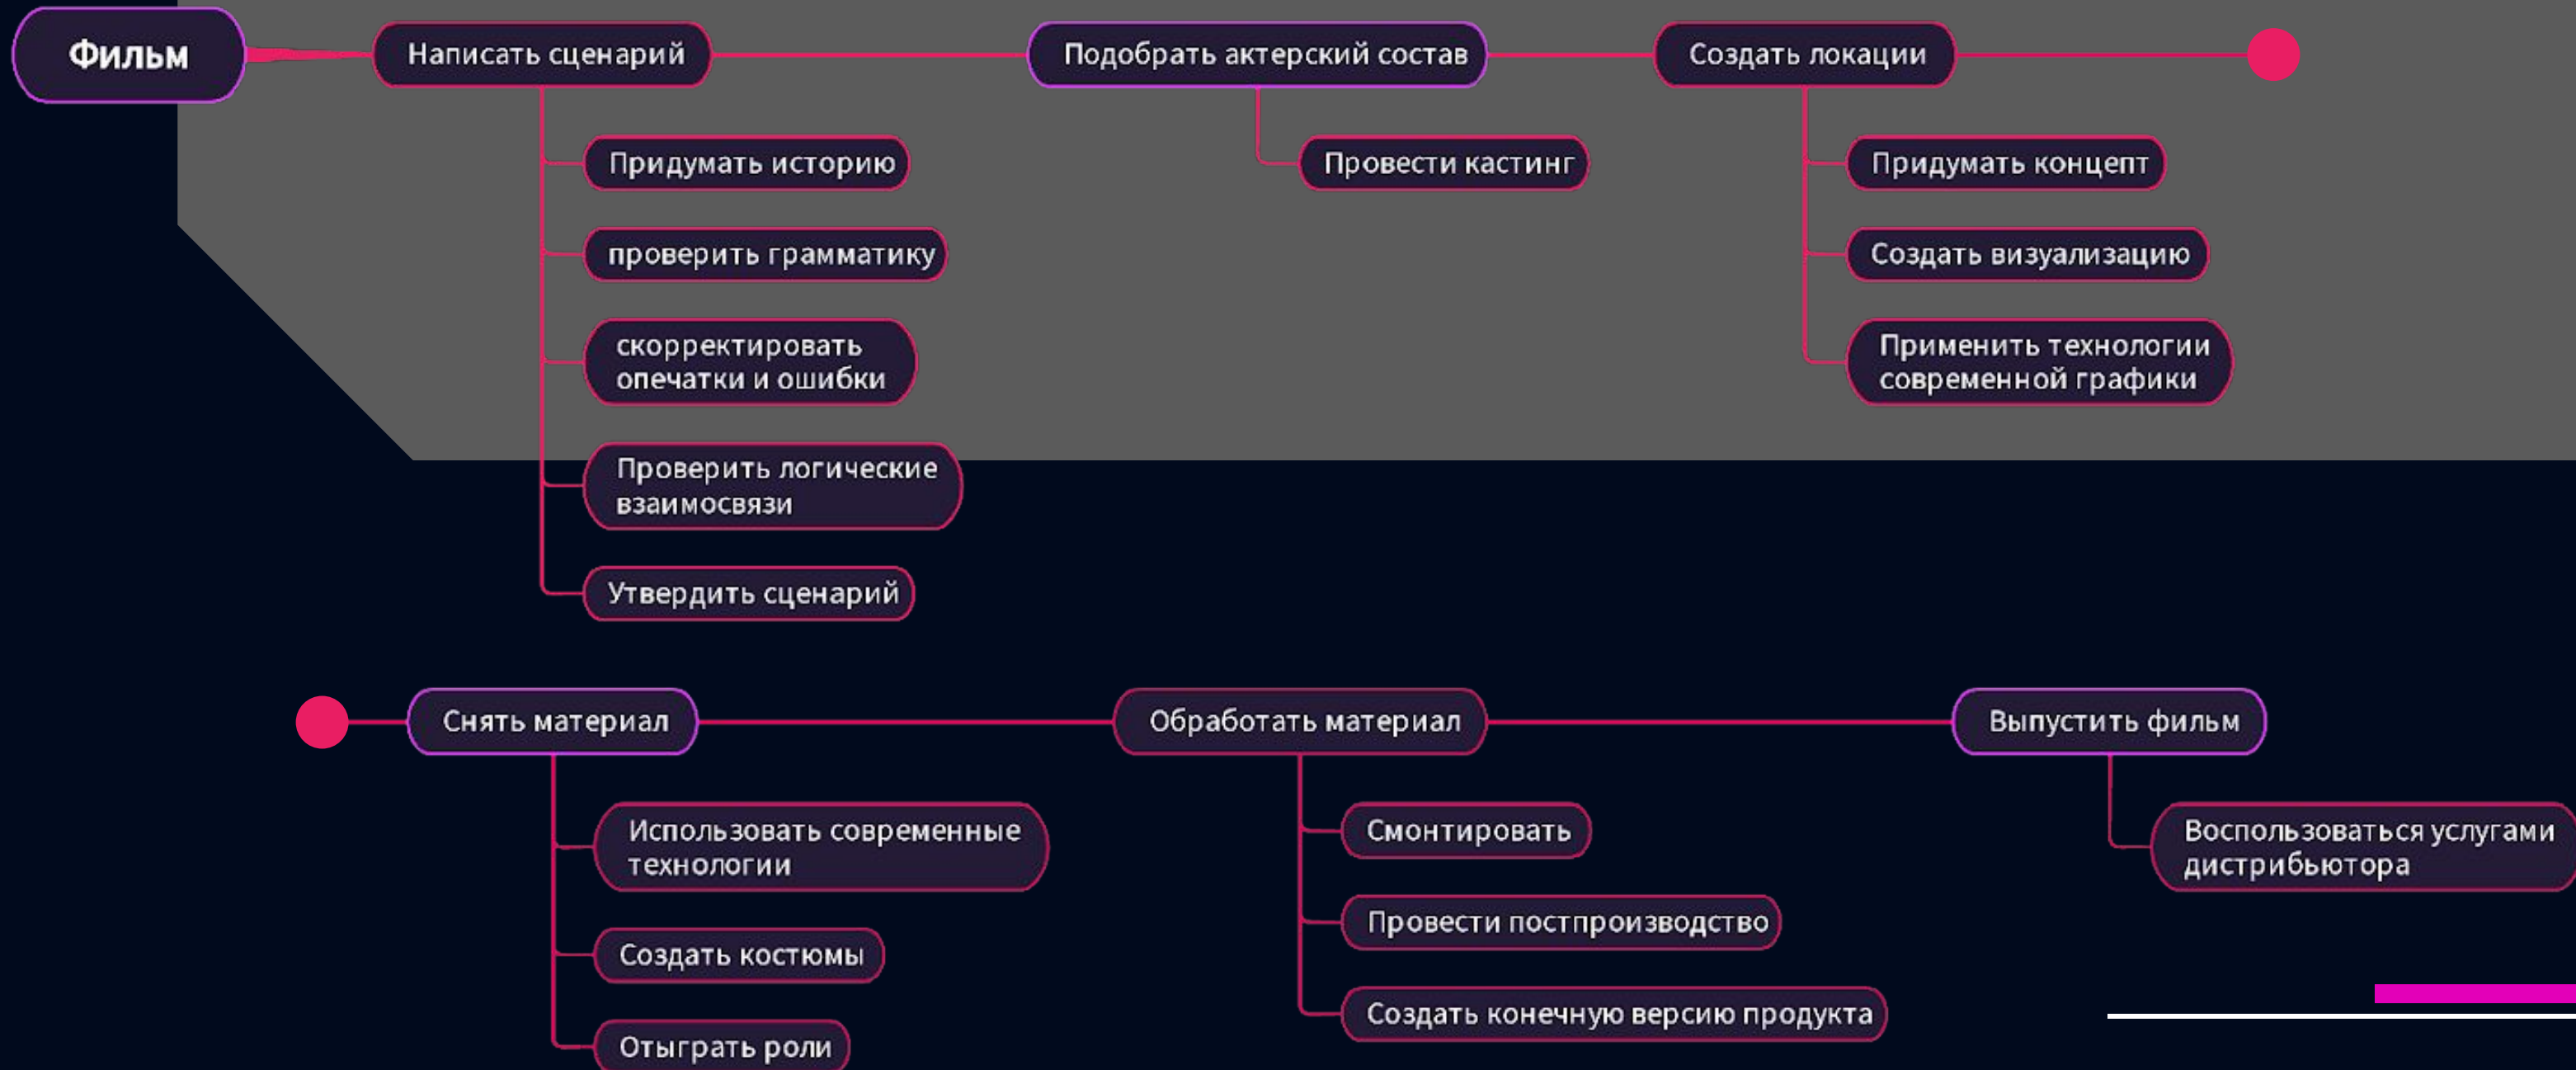 Фильм
Написать сценарий
Подобрать актерский состав
Создать локации
Придумать историю
проверить грамматику
скорректировать
опечатки и ошибки
Проверить логические
взаимосвязи
Утвердить сценарий
Провести кастинг
Придумать концепт
Создать визуализацию
Применить технологии
современной графики
Снять материал
Обработать материал
Выпустить фильм
Использовать современные
технологии
Создать костюмы
Отыграть роли
Смонтировать
Провести постпроизводство
Создать конечную версию продукта
Воспользоваться услугами
дистрибьютора